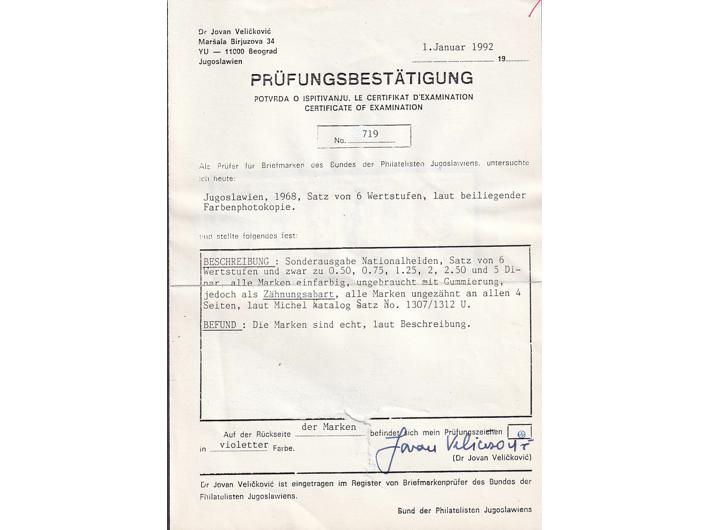 Dr Jovan Veličković
Maršala Birjuzova 34
YU — 11000 Beograd
Jugoslawien
1.Januar 1992
19
PRÜFUNGSBESTÄTIGUNG
POTVRDA O ISPITIVANJU, LE CERTIFIKAT D'EXAMINATION
CERTIFICATE OF EXAMINATION
No. 719
Als Prüfer für Briefmarken des Bundes der Philatelisten Jugoslawiens, untersuchte
ich heute:
Jugoslawien, 1968, Satz von 6 Wertstufen, laut beiliegender
Farbenphotokopie.
und stellte folgendes fest:
BESCHREIBUNG : Sonderausgabe Nationalhelden, Satz von 6
Wertstufen und zwar zu 0.50, 0.75, 1.25, 2, 2.50 und 5 Di-
nar, alle Marken einfarbig, ungebraucht mit Gummierung,
jedoch als Zähnungsabart, alle Marken ungezähnt an allen 4
Seiten, laut Michel katalog Satz No. 1307/1312 U.
BEFUND : Die Marken sind echt, laut Beschreibung.
Auf der Rückseite der Marken befindet sich mein Prüfungszeichen
in violetter Farbe.
(Dr Jovan Veličković)
Dr Jovan Veličković ist eingetragen im Register von Briefmarkenprüfer des Bundes der
Philatelisten Jugoslawiens.
Bund der Philatelisten Jugoslawiens